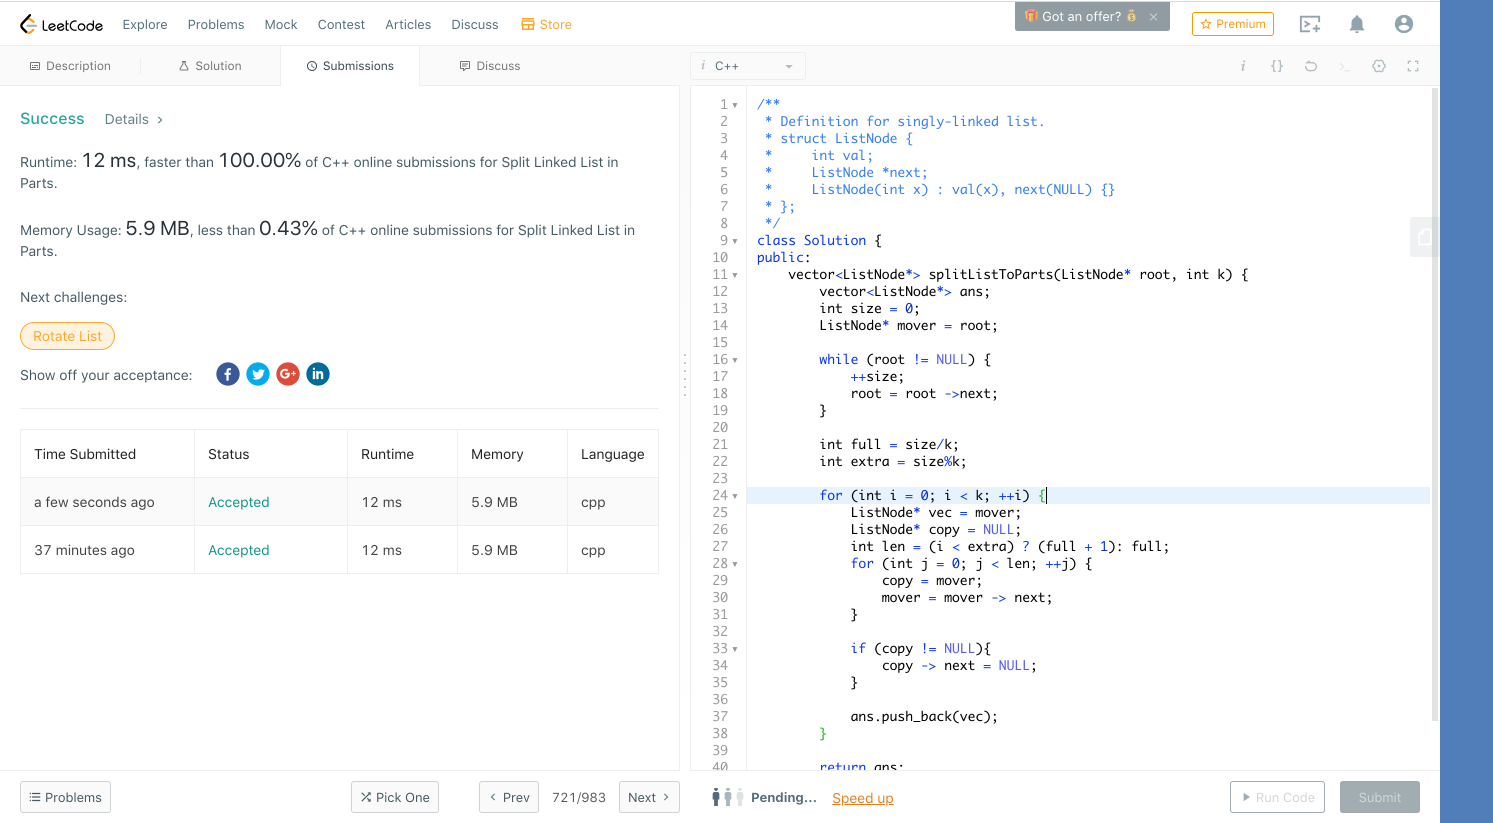 LeetCode Explore Problems Mock Contest Articles Discuss Store Got an offer? × Premium
Description Solution Submissions Discuss
Success Details >
Runtime: 12 ms, faster than 100.00% of C++ online submissions for Split Linked List in
Parts.
Memory Usage: 5.9 MB, less than 0.43% of C++ online submissions for Split Linked List in
Parts.
Next challenges:
Rotate List
Show off your acceptance: f G+ in
Time Submitted Status Runtime Memory Language
a few seconds ago Accepted 12 ms 5.9 MB cpp
37 minutes ago Accepted 12 ms 5.9 MB cpp
i C++ i {} >_
1 /**
2  * Definition for singly-linked list.
3  * struct ListNode {
4  *     int val;
5  *     ListNode *next;
6  *     ListNode(int x) : val(x), next(NULL) {}
7  * };
8  */
9 class Solution {
10 public:
11     vector<ListNode*> splitListToParts(ListNode* root, int k) {
12         vector<ListNode*> ans;
13         int size = 0;
14         ListNode* mover = root;
15
16         while (root != NULL) {
17             ++size;
18             root = root ->next;
19         }
20
21         int full = size/k;
22         int extra = size%k;
23
24         for (int i = 0; i < k; ++i) {
25             ListNode* vec = mover;
26             ListNode* copy = NULL;
27             int len = (i < extra) ? (full + 1): full;
28             for (int j = 0; j < len; ++j) {
29                 copy = mover;
30                 mover = mover -> next;
31             }
32
33             if (copy != NULL){
34                 copy -> next = NULL;
35             }
36
37             ans.push_back(vec);
38         }
39
40         return ans;
Problems Pick One < Prev 721/983 Next > Pending... Speed up Run Code Submit